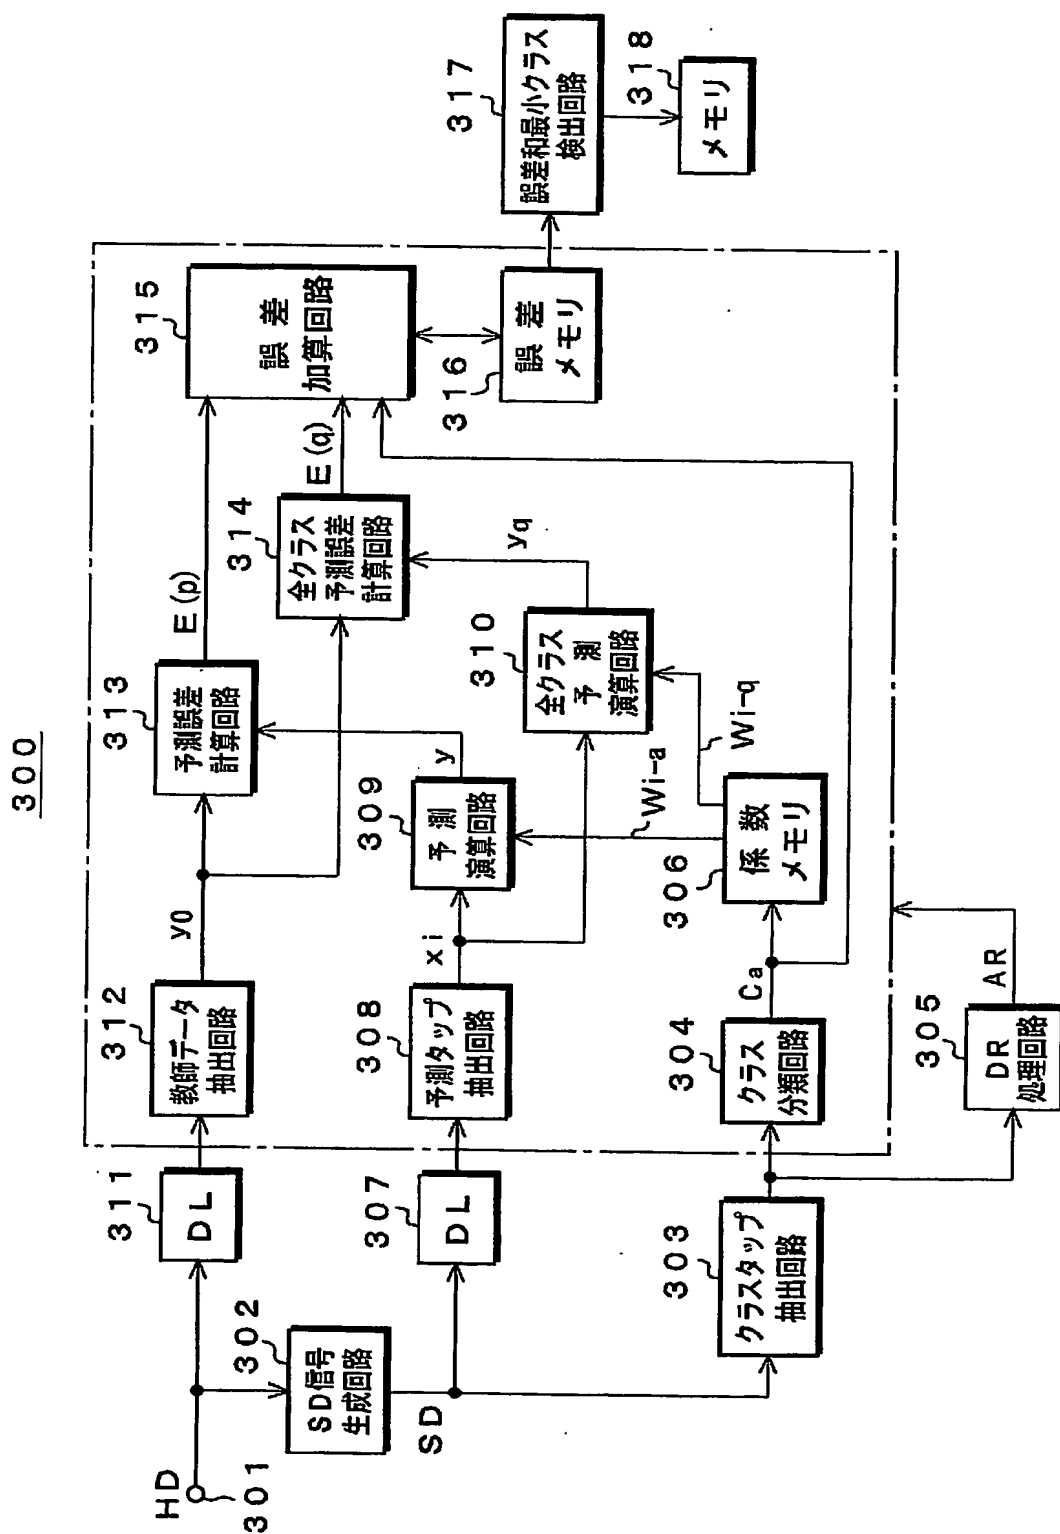 300
HD
301
311
DL
302
SD信号
生成回路
SD
312
教師データ
抽出回路
y0
313
予測誤差
計算回路
E(p)
315
誤差
加算回路
307
DL
308
予測タップ
抽出回路
xi
309
予測
演算回路
y
314
全クラス
予測誤差
計算回路
E(q)
316
誤差
メモリ
317
誤差和最小クラス
検出回路
318
メモリ
310
全クラス
予測
演算回路
yq
303
クラスタップ
抽出回路
304
クラス
分類回路
Ca
306
係数
メモリ
Wi-a
Wi-q
305
DR
処理回路
AR